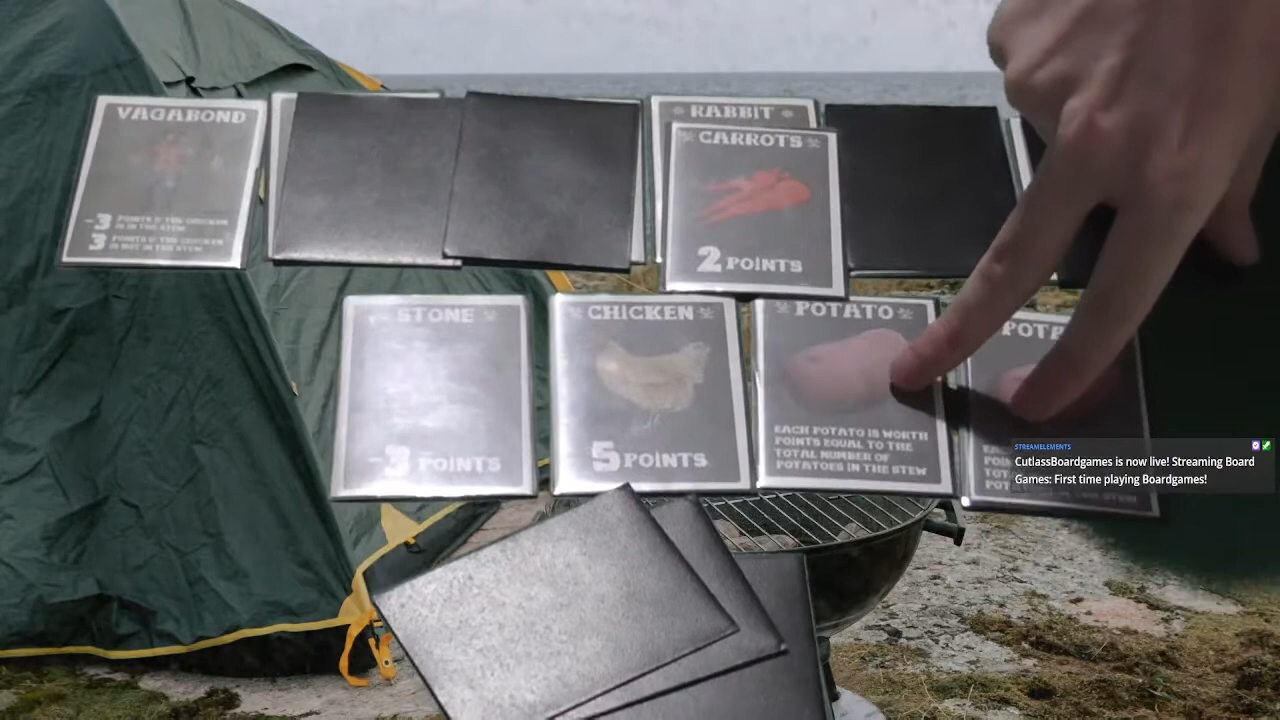 VAGABOND
-3 POINTS IF THE CHICKEN
IS IN THE STEW
3 POINTS IF THE CHICKEN
IS NOT IN THE STEW
RABBIT
CARROTS
2 POINTS
STONE
-3 POINTS
CHICKEN
5 POINTS
POTATO
EACH POTATO IS WORTH
POINTS EQUAL TO THE
TOTAL NUMBER OF
POTATOES IN THE STEW
POTA
STREAMELEMENTS
CutlassBoardgames is now live! Streaming Board
Games: First time playing Boardgames!